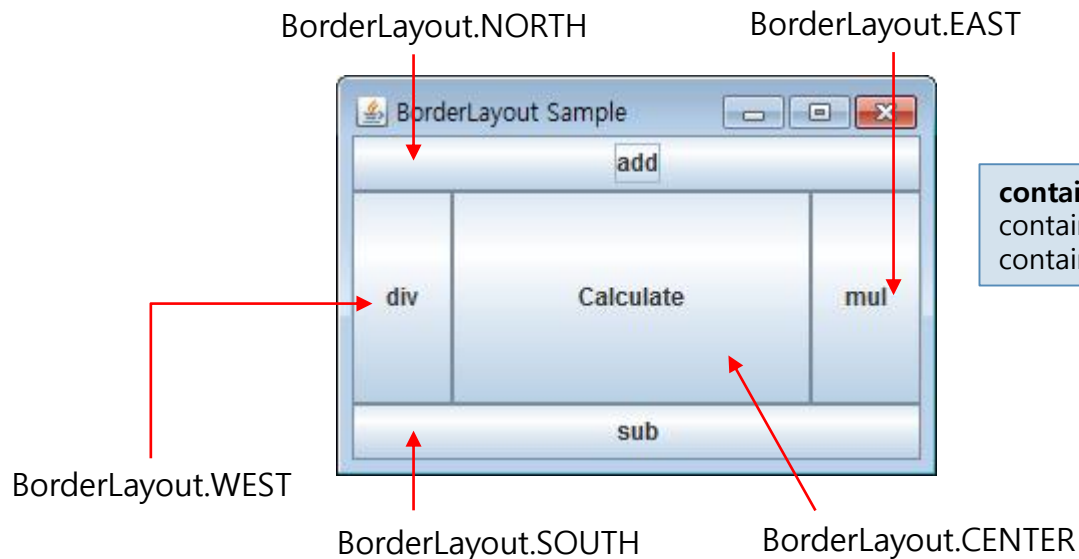 BorderLayout.NORTH
BorderLayout.EAST
BorderLayout Sample
add
div
Calculate
mul
sub
BorderLayout.WEST
BorderLayout.SOUTH
BorderLayout.CENTER